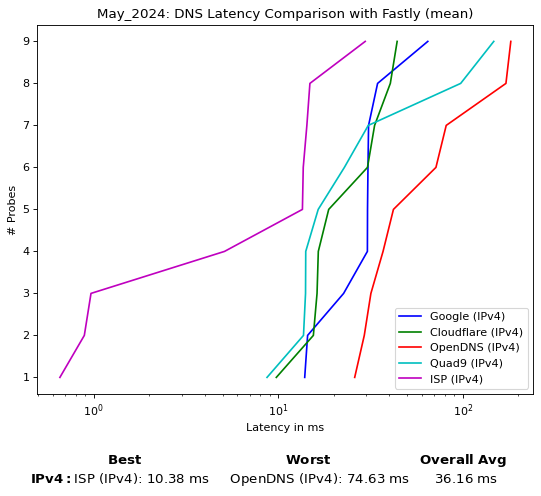 May_2024: DNS Latency Comparison with Fastly (mean)
9
8
7
6
5
4
3
2
1
# Probes
10⁰
10¹
10²
Latency in ms
Google (IPv4)
Cloudflare (IPv4)
OpenDNS (IPv4)
Quad9 (IPv4)
ISP (IPv4)
Best Worst Overall Avg
IPv4: ISP (IPv4): 10.38 ms OpenDNS (IPv4): 74.63 ms 36.16 ms